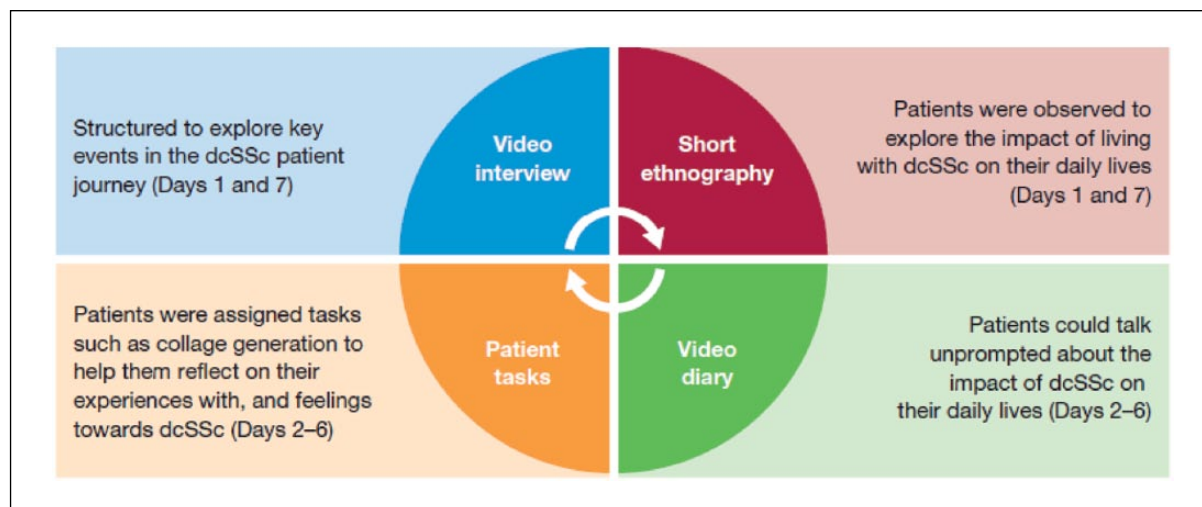 Structured to explore key
events in the dcSSc patient
journey (Days 1 and 7)
Video
interview
Short
ethnography
Patients were observed to
explore the impact of living
with dcSSc on their daily lives
(Days 1 and 7)
Patients were assigned tasks
such as collage generation to
help them reflect on their
experiences with, and feelings
towards dcSSc (Days 2–6)
Patient
tasks
Video
diary
Patients could talk
unprompted about the
impact of dcSSc on
their daily lives (Days 2–6)